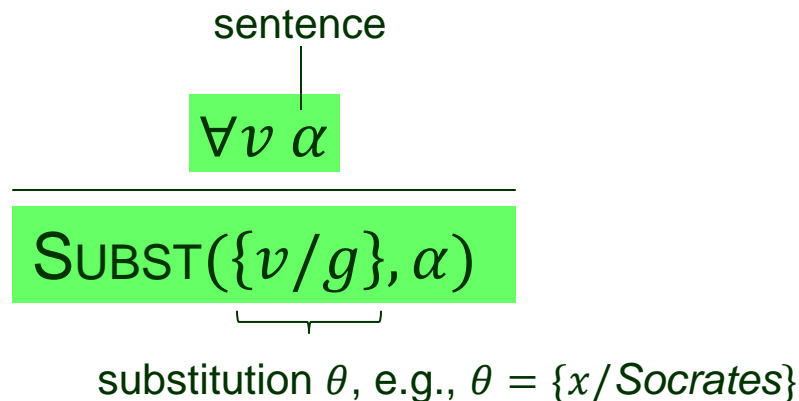 sentence
∀𝑣 𝛼
SUBST({𝑣/𝑔}, 𝛼)
substitution 𝜃, e.g., 𝜃 = {𝑥/Socrates}